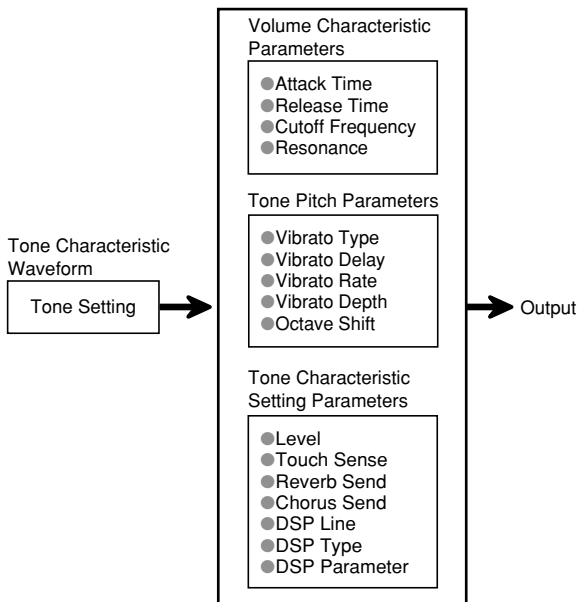 Volume Characteristic
Parameters
●Attack Time
●Release Time
●Cutoff Frequency
●Resonance
Tone Pitch Parameters
●Vibrato Type
●Vibrato Delay
●Vibrato Rate
●Vibrato Depth
●Octave Shift
Tone Characteristic
Waveform
Tone Setting
Output
Tone Characteristic
Setting Parameters
●Level
●Touch Sense
●Reverb Send
●Chorus Send
●DSP Line
●DSP Type
●DSP Parameter